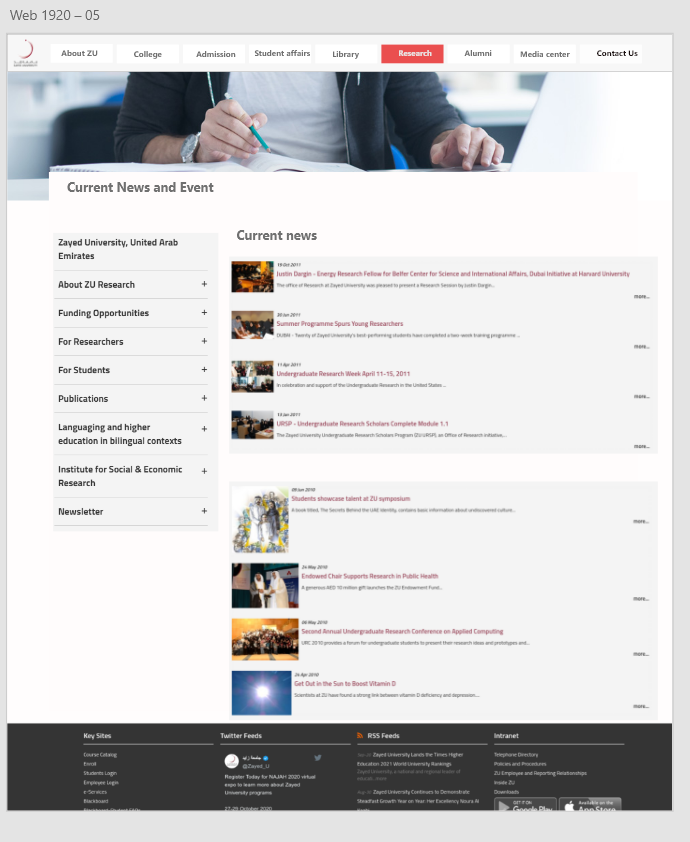 Web 1920 – 05
About ZU
College
Admission
Student affairs
Library
Research
Alumni
Media center
Contact Us
Current News and Event
Zayed University, United Arab
Emirates
About ZU Research +
Funding Opportunities +
For Researchers +
For Students +
Publications +
Languaging and higher +
education in bilingual contexts
Institute for Social & Economic +
Research
Newsletter +
Current news
18 Oct 2011
Justin Dargin - Energy Research Fellow for Belfer Center for Science and International Affairs, Dubai Initiative at Harvard University
The office of Research at Zayed University was pleased to present a Research Session by Justin Dargin...
more...
30 Jun 2011
Summer Programme Spurs Young Researchers
DUBAI - Twenty of Zayed University's best-performing students have completed a two-week training programme ...
more...
11 Apr 2011
Undergraduate Research Week April 11-15, 2011
In celebration and support of the Undergraduate Research in the United States ...
more...
13 Jan 2011
URSP - Undergraduate Research Scholars Complete Module 1.1
The Zayed University Undergraduate Research Scholars Program (ZU URSP), an Office of Research initiative...
more...
09 Jun 2010
Students showcase talent at ZU symposium
A book titled, The Secrets Behind the UAE Identity, contains basic information about undiscovered culture...
more...
24 May 2010
Endowed Chair Supports Research in Public Health
A generous AED 10 million gift launches the ZU Endowment Fund...
more...
06 May 2010
Second Annual Undergraduate Research Conference on Applied Computing
URC 2010 provides a forum for undergraduate students to present their research ideas and prototypes and...
more...
24 Apr 2010
Get Out in the Sun to Boost Vitamin D
Scientists at ZU have found a strong link between vitamin D deficiency and depression....
more...
Key Sites
Course Catalog
Enroll
Students Login
Employee Login
e-Services
Blackboard
Twitter Feeds
جامعة زايد
@Zayed_U
Register Today for NAJAH 2020 virtual
expo to learn more about Zayed
University programs
27-29 October 2020
RSS Feeds
Zayed University Lands the Times Higher
Education 2021 World University Rankings
Zayed University, a national and regional leader of
Zayed University Continues to Demonstrate
Steadfast Growth Year on Year: Her Excellency Noura Al
Intranet
Telephone Directory
Policies and Procedures
ZU Employee and Reporting Relationships
Inside ZU
Downloads
GET IT ON
Google Play
Available on the
App Store